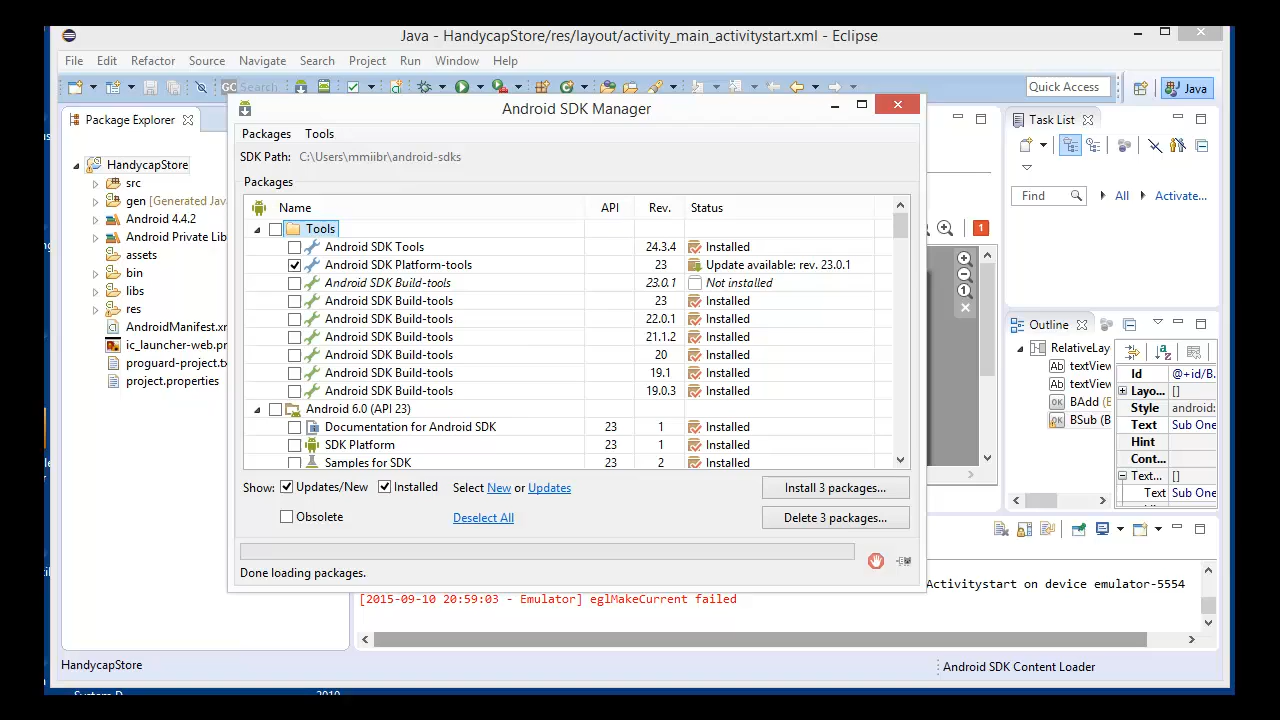 Java - HandycapStore/res/layout/activity_main_activitystart.xml - Eclipse
File Edit Refactor Source Navigate Search Project Run Window Help
GC Search Quick Access Java
Package Explorer
HandycapStore
src
gen [Generated Jav
Android 4.4.2
Android Private Lib
assets
bin
libs
res
AndroidManifest.xr
ic_launcher-web.pr
proguard-project.tx
project.properties
Android SDK Manager
Packages Tools
SDK Path: C:\Users\mmiibr\android-sdks
Packages
Name API Rev. Status
Tools
Android SDK Tools 24.3.4 Installed
Android SDK Platform-tools 23 Update available: rev. 23.0.1
Android SDK Build-tools 23.0.1 Not installed
Android SDK Build-tools 23 Installed
Android SDK Build-tools 22.0.1 Installed
Android SDK Build-tools 21.1.2 Installed
Android SDK Build-tools 20 Installed
Android SDK Build-tools 19.1 Installed
Android SDK Build-tools 19.0.3 Installed
Android 6.0 (API 23)
Documentation for Android SDK 23 1 Installed
SDK Platform 23 1 Installed
Samples for SDK 23 2 Installed
Show: Updates/New Installed Select New or Updates Install 3 packages...
Obsolete Deselect All Delete 3 packages...
Done loading packages.
Task List
Find All Activate...
1
1
Outline
RelativeLay
Ab textView
Ab textView
OK BAdd (B
OK BSub (B
Id @+id/B.
Layo... []
Style android:
Text Sub One
Hint
Cont...
Text... []
Text Sub One
Activitystart on device emulator-5554
[2015-09-10 20:59:03 - Emulator] eglMakeCurrent failed
HandycapStore Android SDK Content Loader